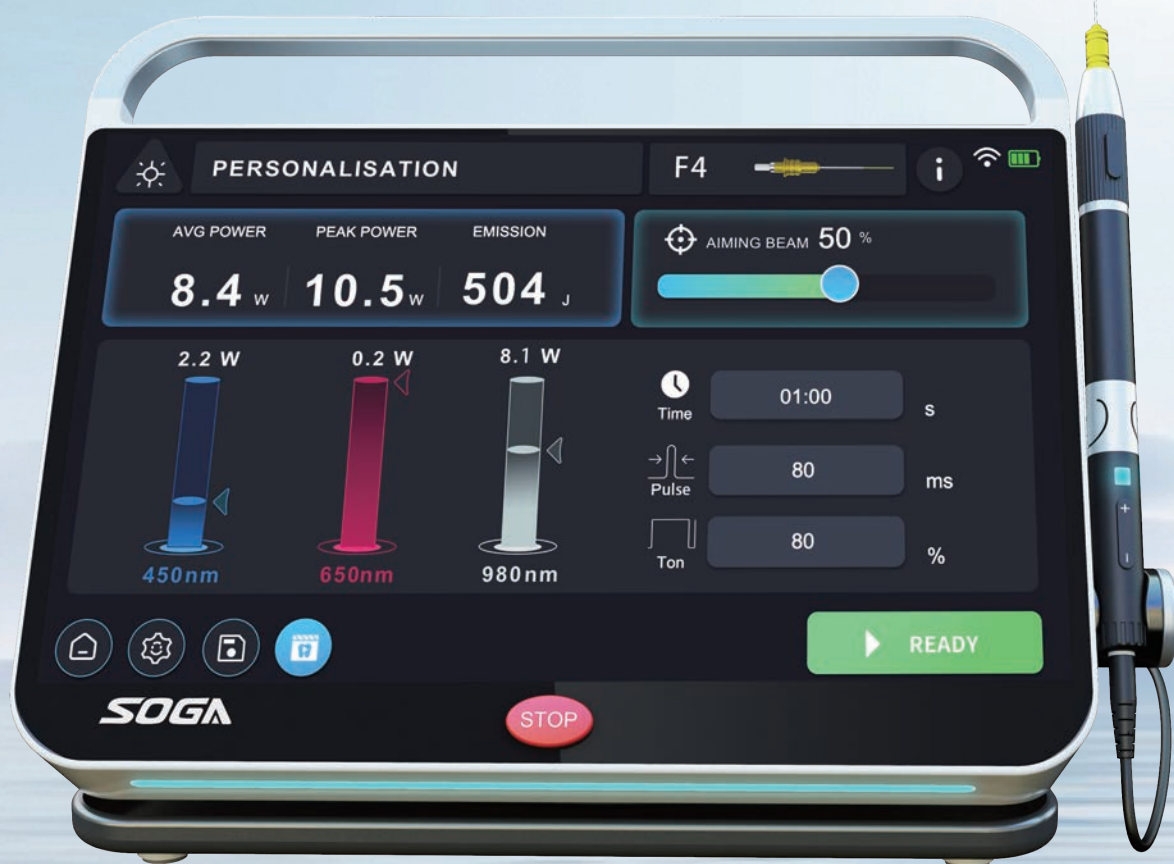 PERSONALISATION
F4
i
AVG POWER PEAK POWER EMISSION
8.4 W 10.5 W 504 J
AIMING BEAM 50 %
2.2 W 0.2 W 8.1 W
450nm 650nm 980nm
Time 01:00 s
Pulse 80 ms
Ton 80 %
READY
SOGA
STOP
+
-